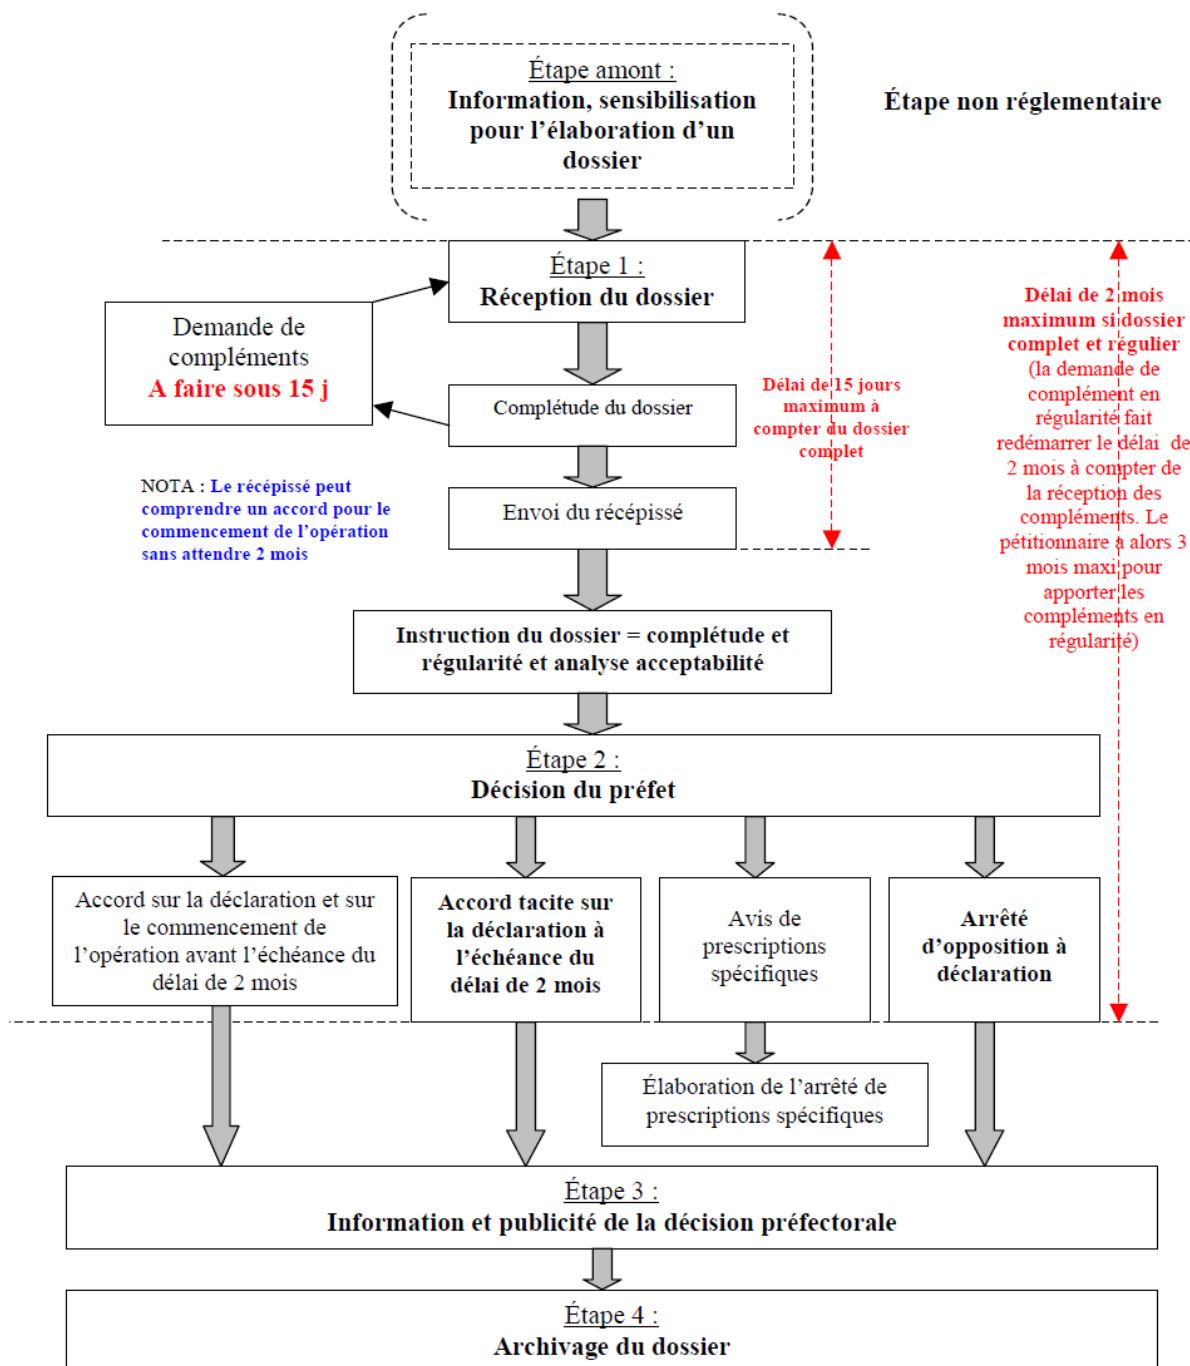 Étape amont :
Information, sensibilisation
pour l’élaboration d’un
dossier
Étape non réglementaire
Étape 1 :
Réception du dossier
Demande de
compléments
A faire sous 15 j
Complétude du dossier
Délai de 15 jours
maximum à
compter du dossier
complet
Délai de 2 mois
maximum si dossier
complet et régulier
(la demande de
complément en
régularité fait
redémarrer le délai de
2 mois à compter de
la réception des
compléments. Le
pétitionnaire a alors 3
mois maxi pour
apporter les
compléments en
régularité)
NOTA : Le récépissé peut
comprendre un accord pour le
commencement de l’opération
sans attendre 2 mois
Envoi du récépissé
Instruction du dossier = complétude et
régularité et analyse acceptabilité
Étape 2 :
Décision du préfet
Accord sur la déclaration et sur
le commencement de
l’opération avant l’échéance du
délai de 2 mois
Accord tacite sur
la déclaration à
l’échéance du
délai de 2 mois
Avis de
prescriptions
spécifiques
Arrêté
d’opposition à
déclaration
Élaboration de l’arrêté de
prescriptions spécifiques
Étape 3 :
Information et publicité de la décision préfectorale
Étape 4 :
Archivage du dossier